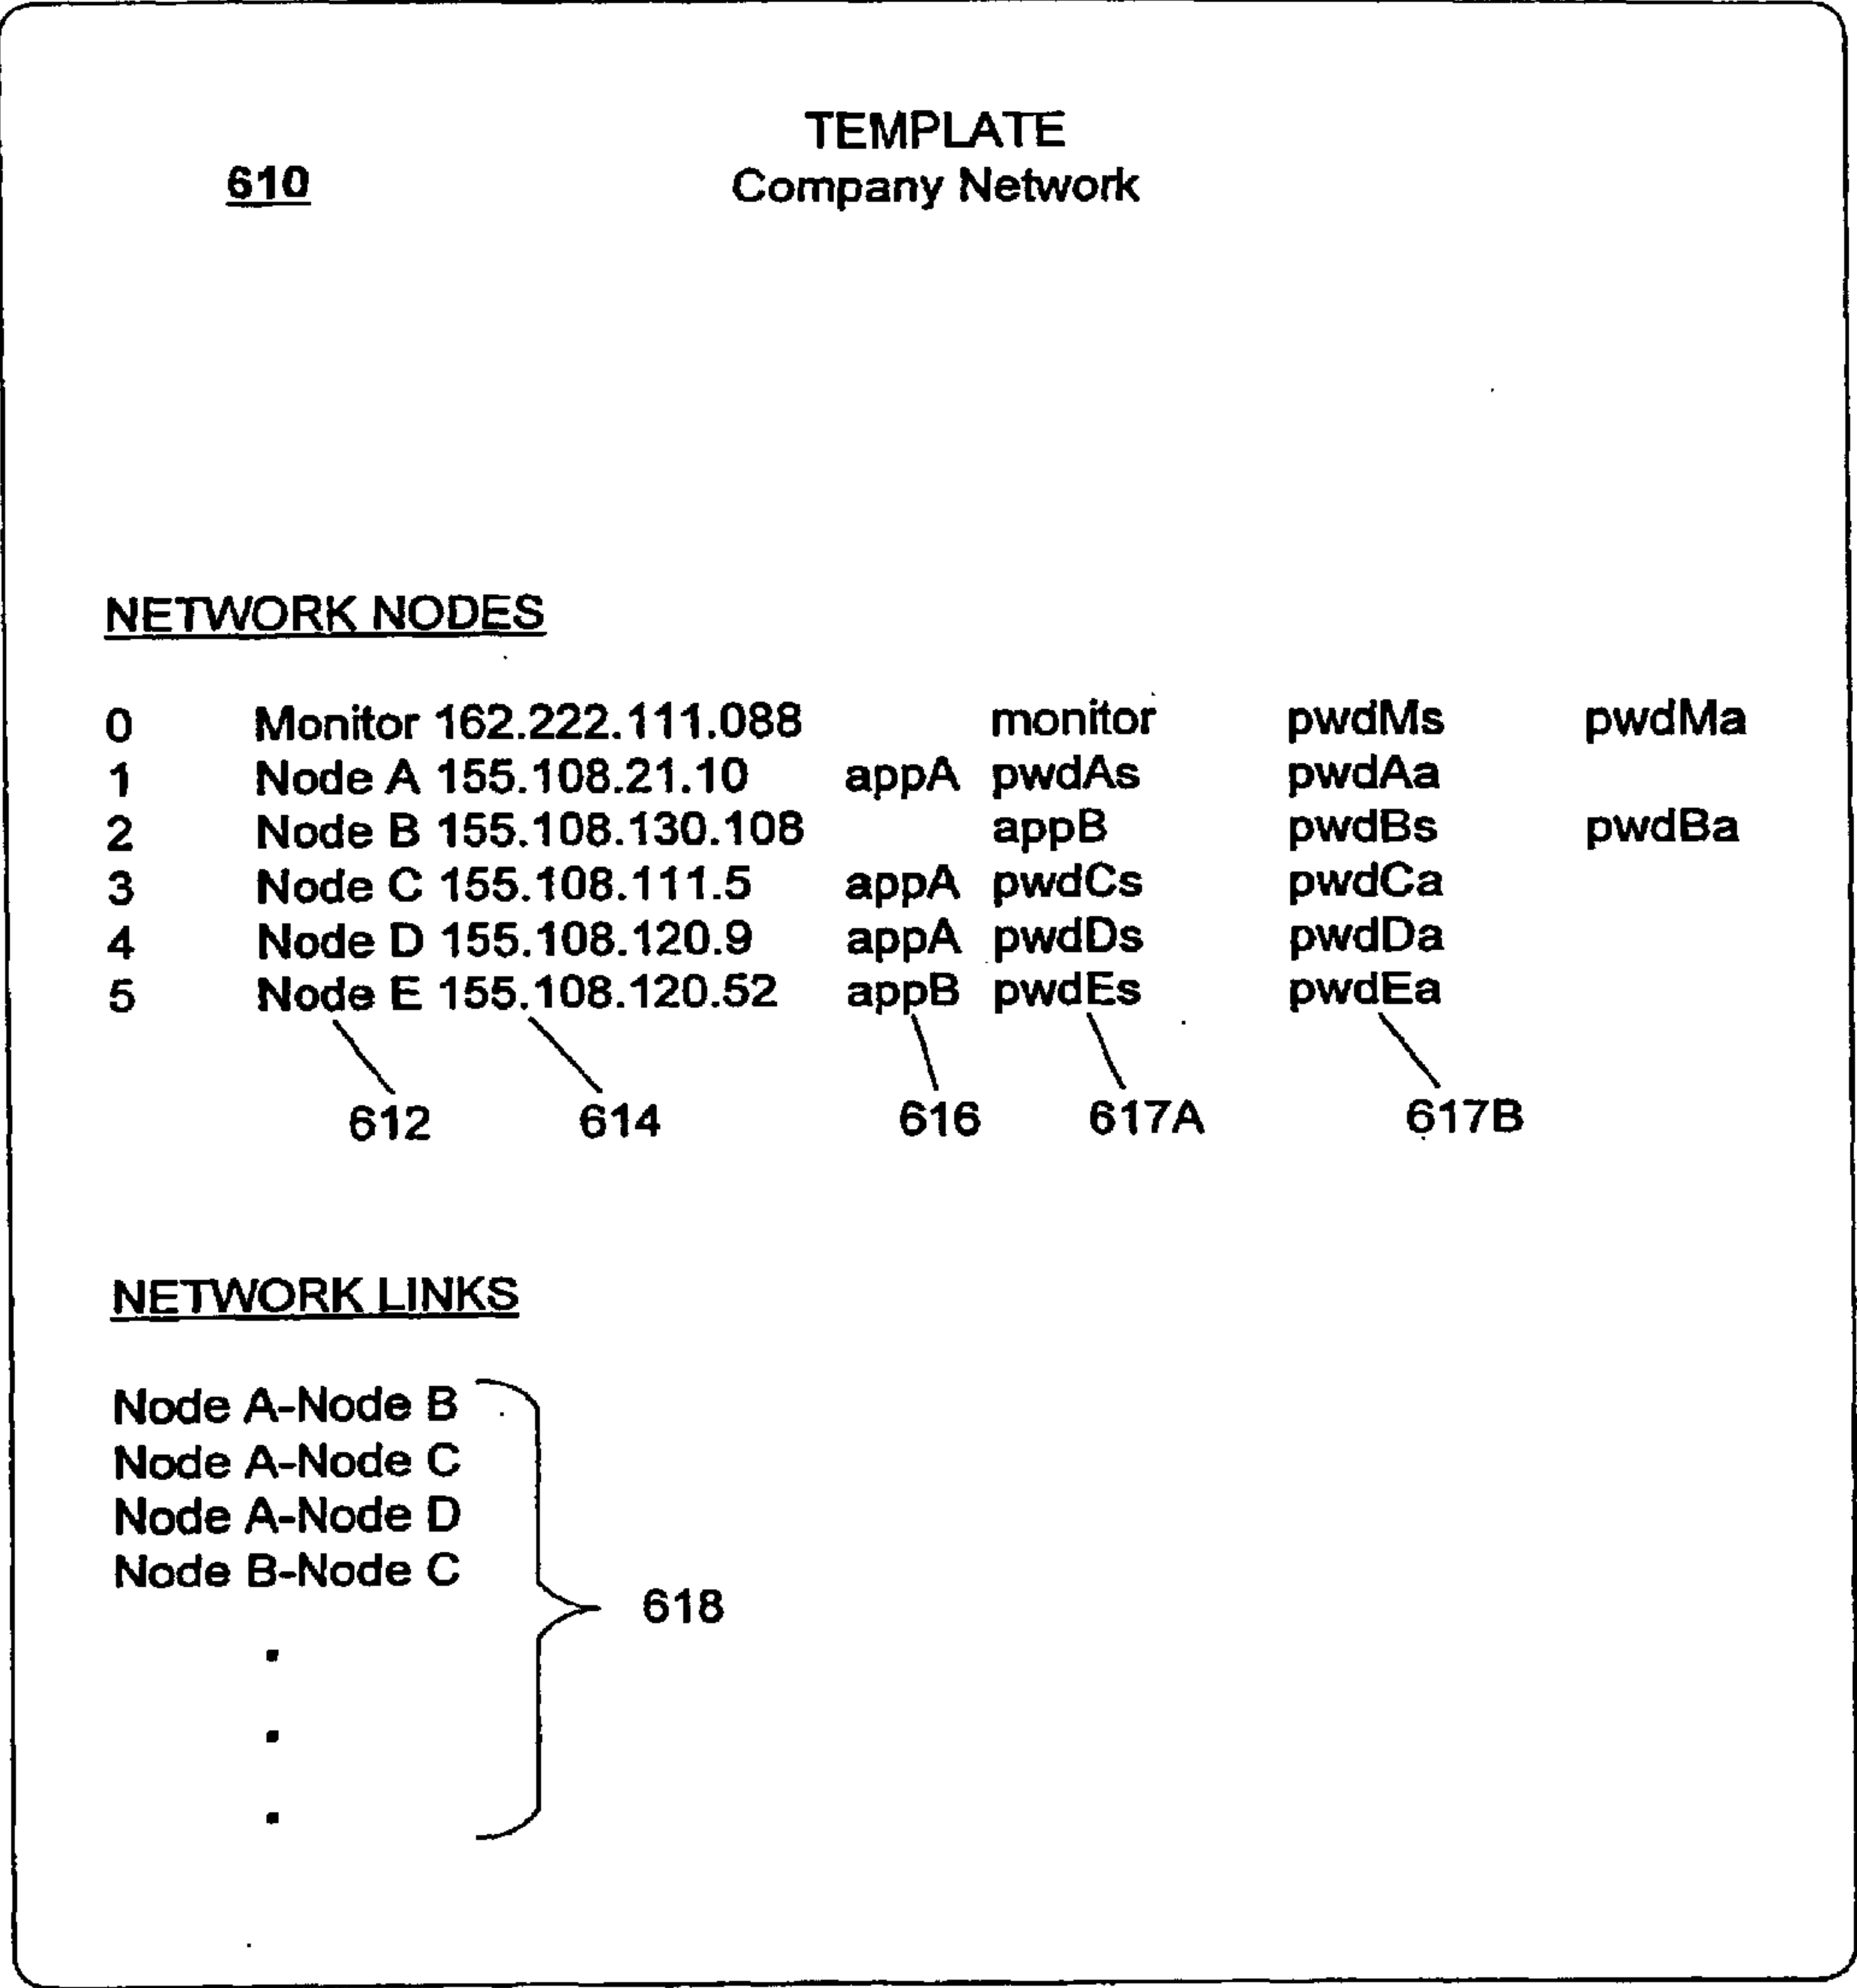 TEMPLATE
610 Company Network
NETWORK NODES
0 Monitor 162.222.111.088 monitor pwdMs pwdMa
1 Node A 155.108.21.10 appA pwdAs pwdAa
2 Node B 155.108.130.108 appB pwdBs pwdBa
3 Node C 155.108.111.5 appA pwdCs pwdCa
4 Node D 155.108.120.9 appA pwdDs pwdDa
5 Node E 155.108.120.52 appB pwdEs pwdEa
612 614 616 617A 617B
NETWORK LINKS
Node A-Node B
Node A-Node C
Node A-Node D
Node B-Node C
618
.
.
.